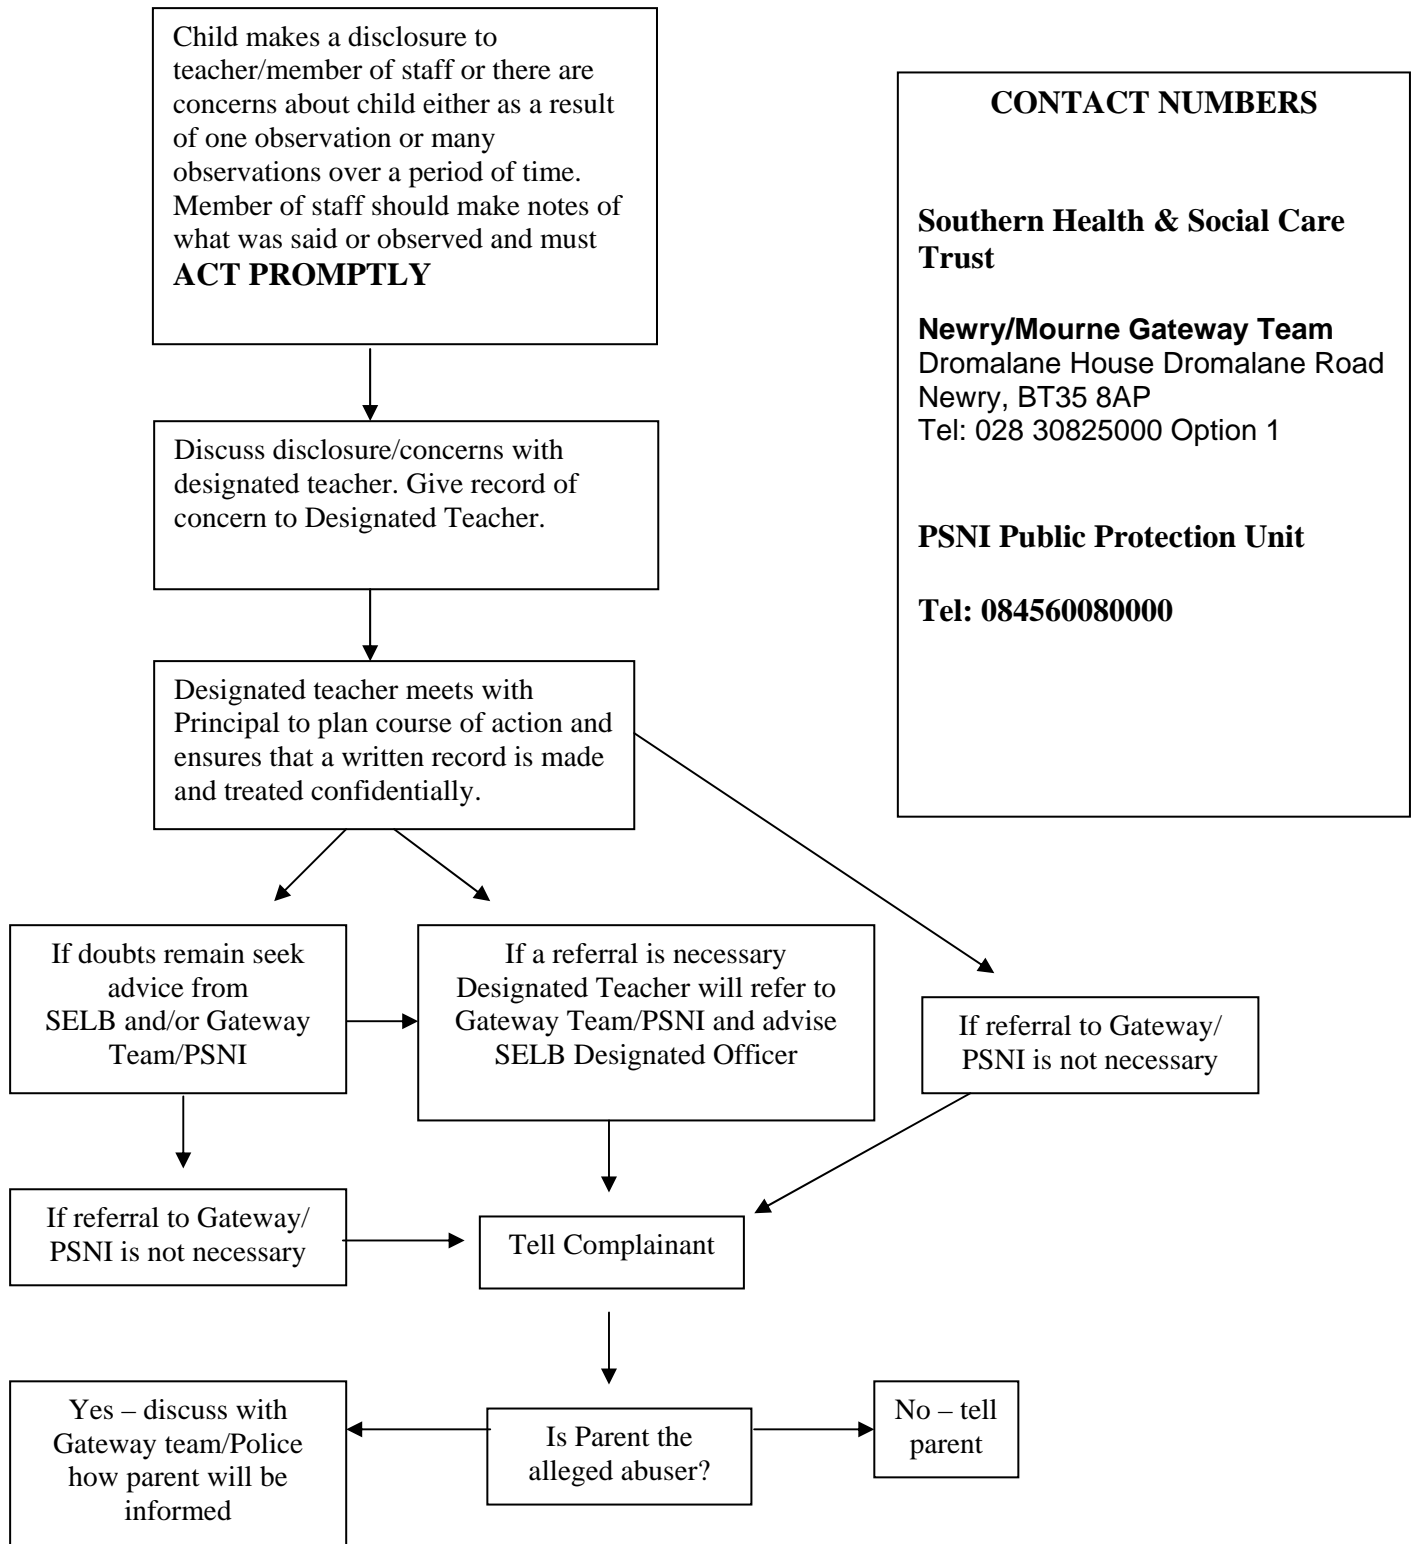 Child makes a disclosure to
teacher/member of staff or there are
concerns about child either as a result
of one observation or many
observations over a period of time.
Member of staff should make notes of
what was said or observed and must
ACT PROMPTLY
CONTACT NUMBERS
Southern Health & Social Care
Trust
Newry/Mourne Gateway Team
Dromalane House Dromalane Road
Newry, BT35 8AP
Tel: 028 30825000 Option 1
PSNI Public Protection Unit
Tel: 084560080000
Discuss disclosure/concerns with
designated teacher. Give record of
concern to Designated Teacher.
Designated teacher meets with
Principal to plan course of action and
ensures that a written record is made
and treated confidentially.
If doubts remain seek
advice from
SELB and/or Gateway
Team/PSNI
If a referral is necessary
Designated Teacher will refer to
Gateway Team/PSNI and advise
SELB Designated Officer
If referral to Gateway/
PSNI is not necessary
If referral to Gateway/
PSNI is not necessary
Tell Complainant
Yes – discuss with
Gateway team/Police
how parent will be
informed
Is Parent the
alleged abuser?
No – tell
parent